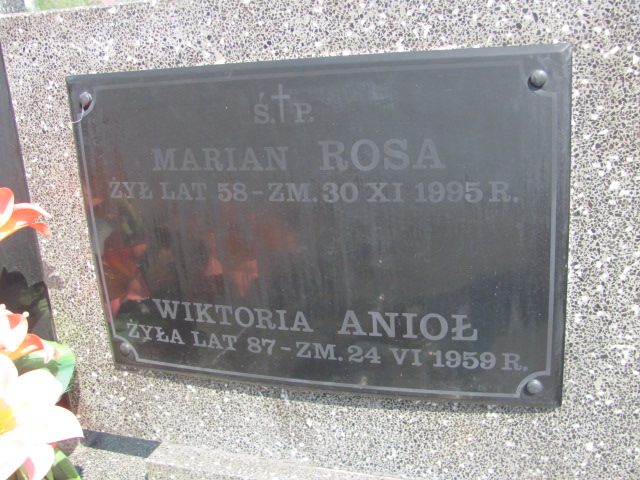 Ś.†P.
MARIAN ROSA
ŻYŁ LAT 58 - ZM. 30 XI 1995 R.
WIKTORIA ANIOŁ
ŻYŁA LAT 87 - ZM. 24 VI 1959 R.